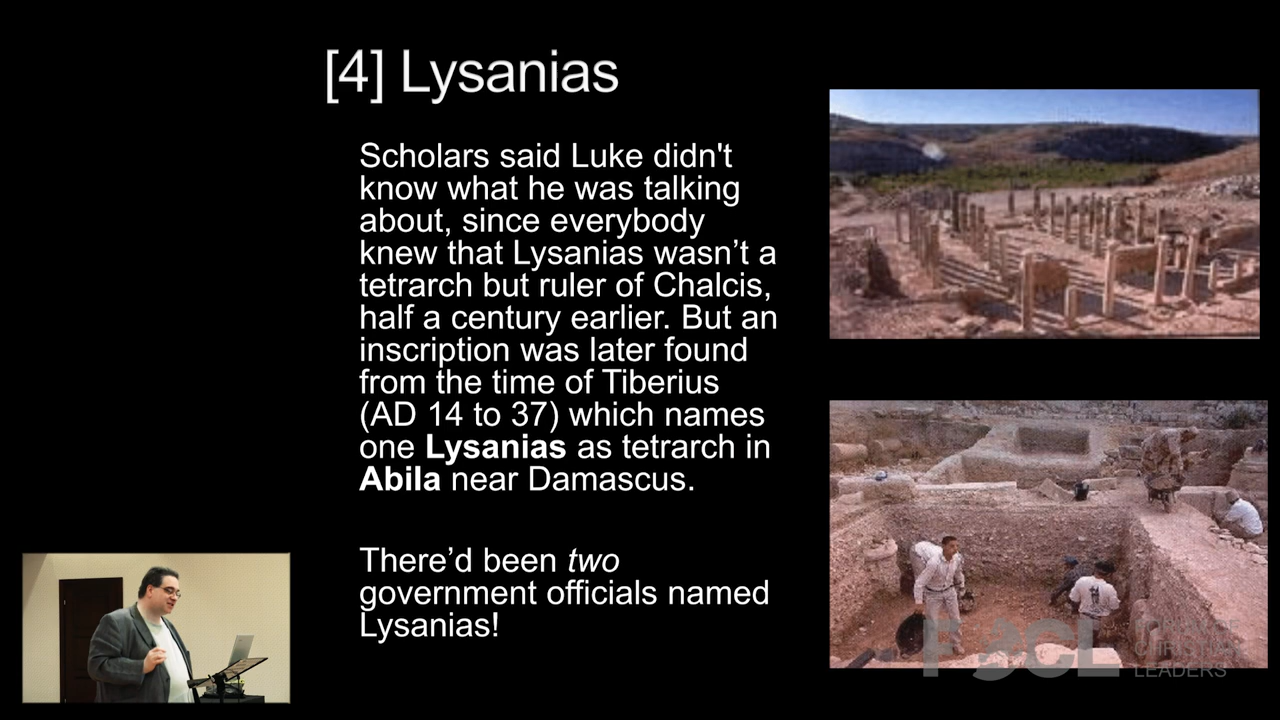 [4] Lysanias
Scholars said Luke didn't
know what he was talking
about, since everybody
knew that Lysanias wasn’t a
tetrarch but ruler of Chalcis,
half a century earlier. But an
inscription was later found
from the time of Tiberius
(AD 14 to 37) which names
one Lysanias as tetrarch in
Abila near Damascus.
There’d been two
government officials named
Lysanias!
CHRISTIAN
LEADERS